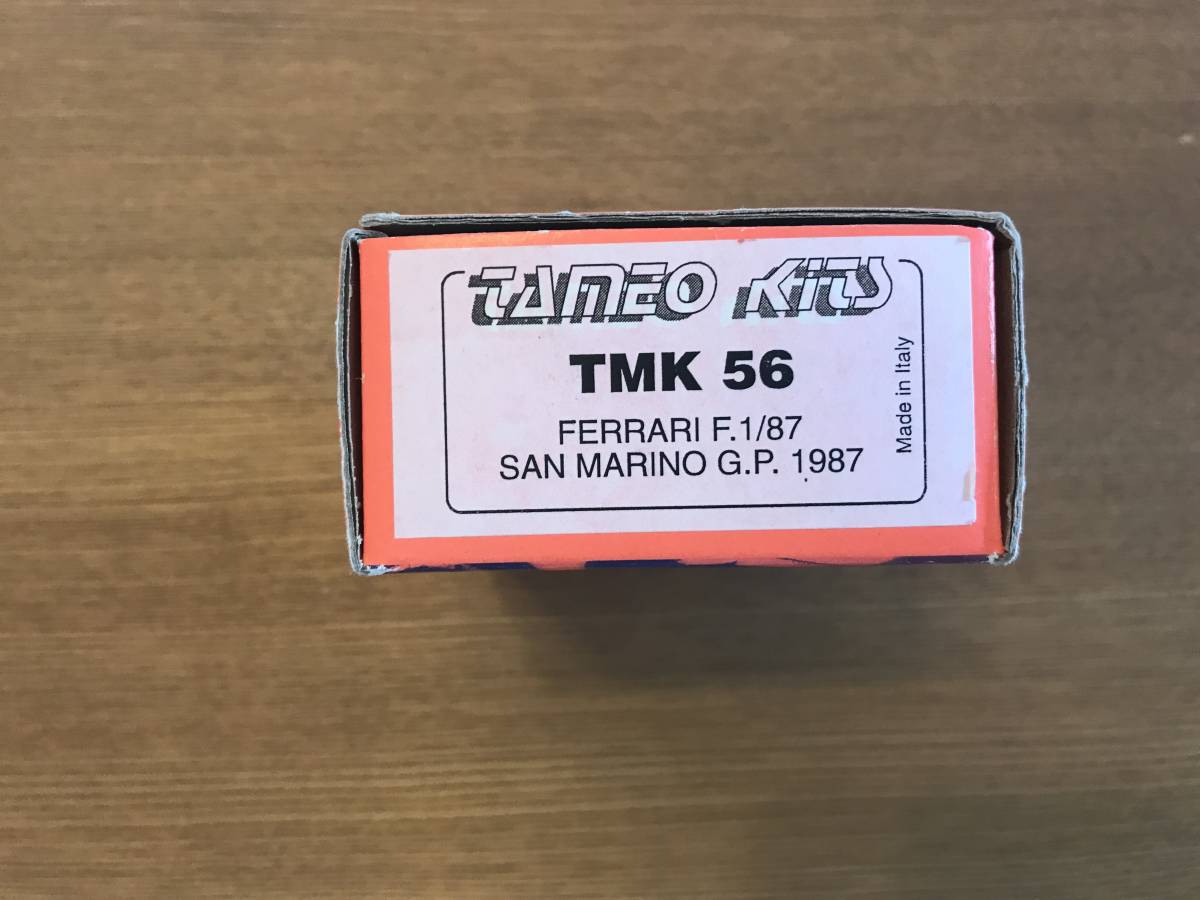 TAMEO KITS
TMK 56
FERRARI F.1/87
SAN MARINO G.P. 1987
Made in Italy